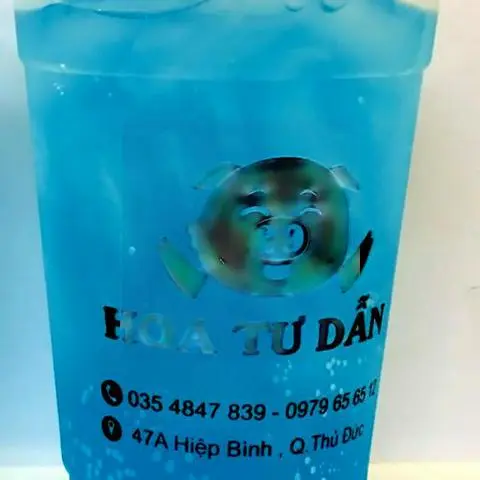 HOA TƯ DẪN
035 4847 839 - 0979 65 65 12
47A Hiệp Bình , Q.Thủ Đức